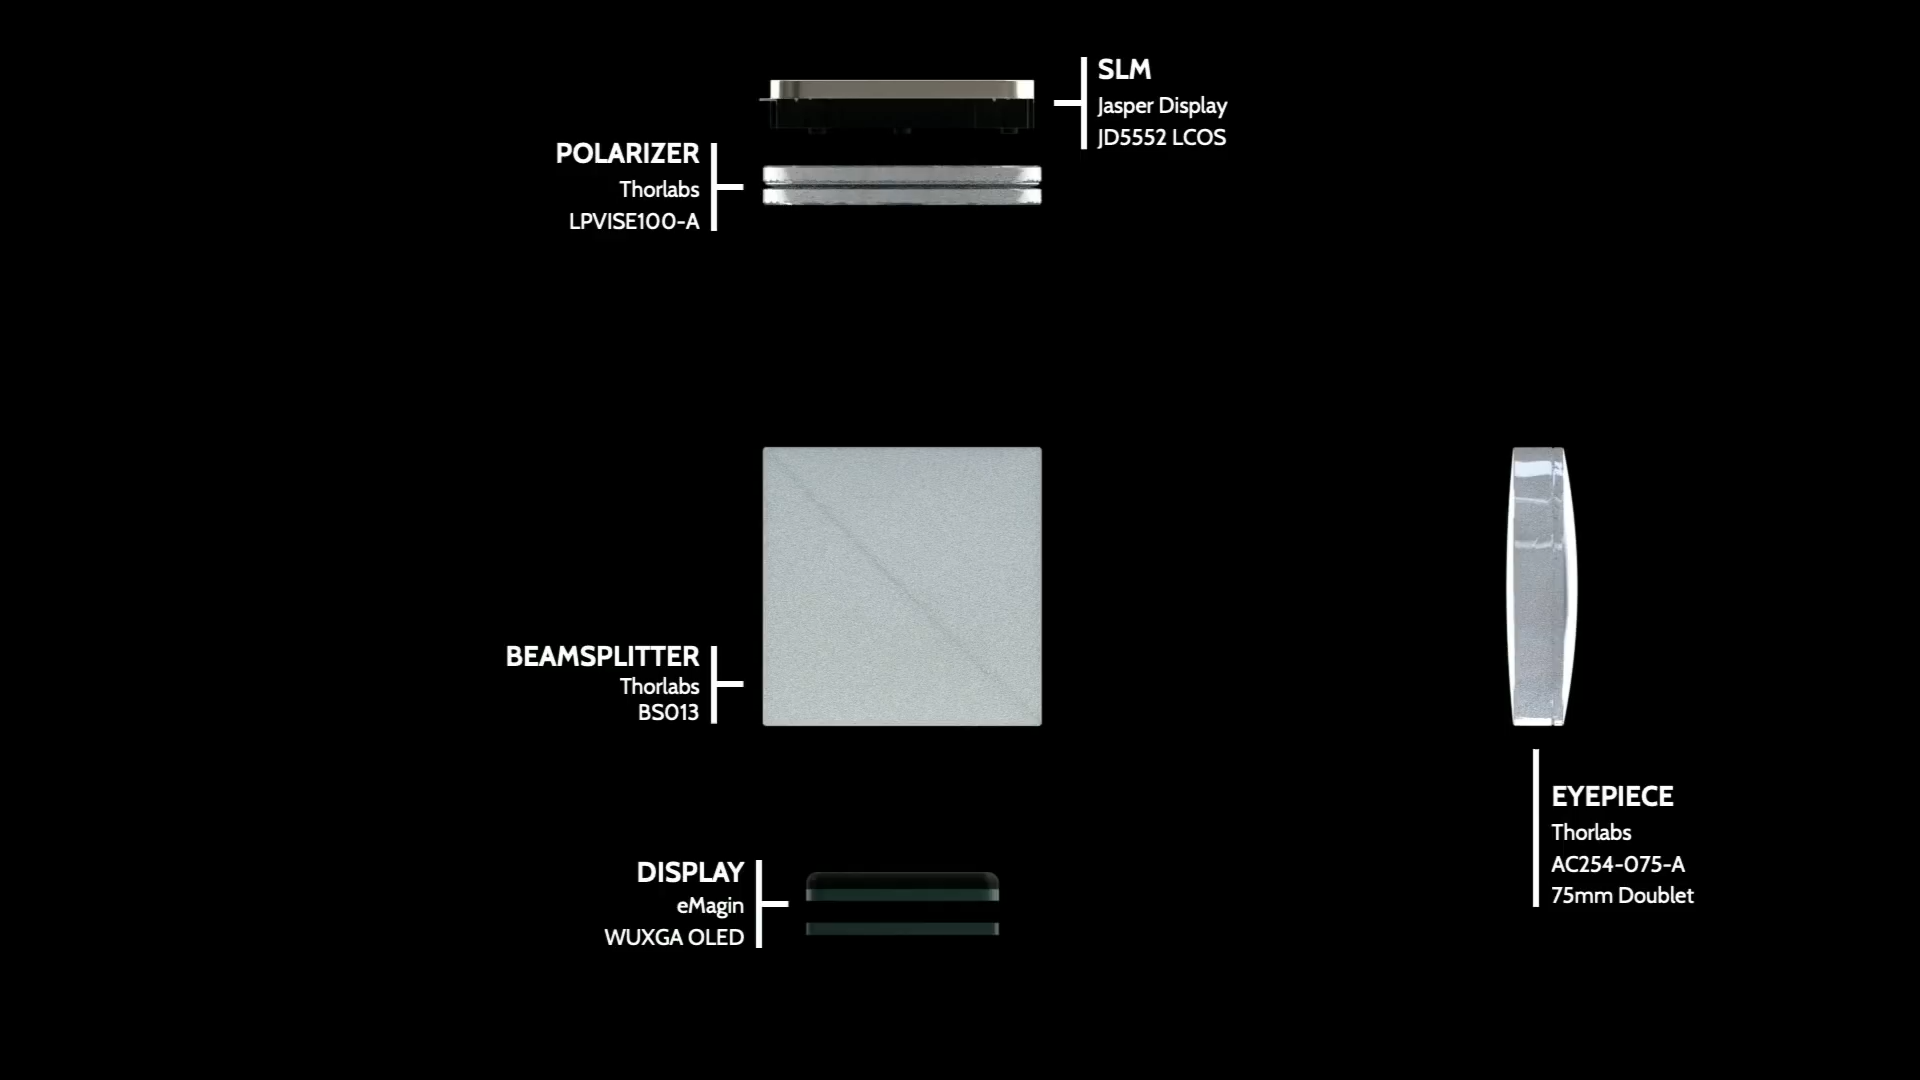 SLM
Jasper Display
JD5552 LCOS
POLARIZER
Thorlabs
LPVISE100-A
BEAMSPLITTER
Thorlabs
BS013
EYEPIECE
Thorlabs
AC254-075-A
75mm Doublet
DISPLAY
eMagin
WUXGA OLED